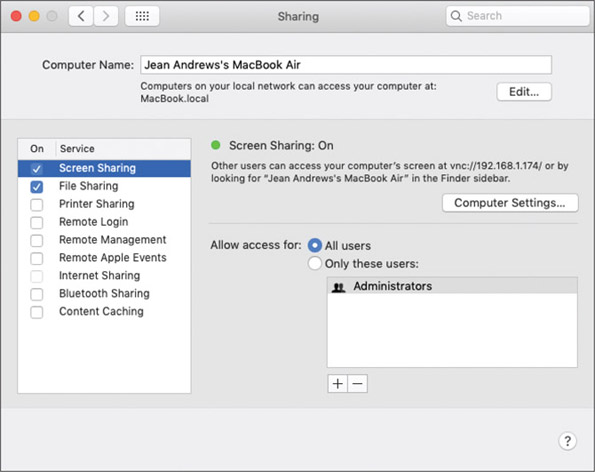 Sharing
Search
Computer Name: Jean Andrews's MacBook Air
Computers on your local network can access your computer at:
MacBook.local
Edit...
On Service
Screen Sharing
File Sharing
Printer Sharing
Remote Login
Remote Management
Remote Apple Events
Internet Sharing
Bluetooth Sharing
Content Caching
Screen Sharing: On
Other users can access your computer's screen at vnc://192.168.1.174/ or by
looking for “Jean Andrews's MacBook Air” in the Finder sidebar.
Computer Settings...
Allow access for: All users
Only these users:
Administrators
+ −
?